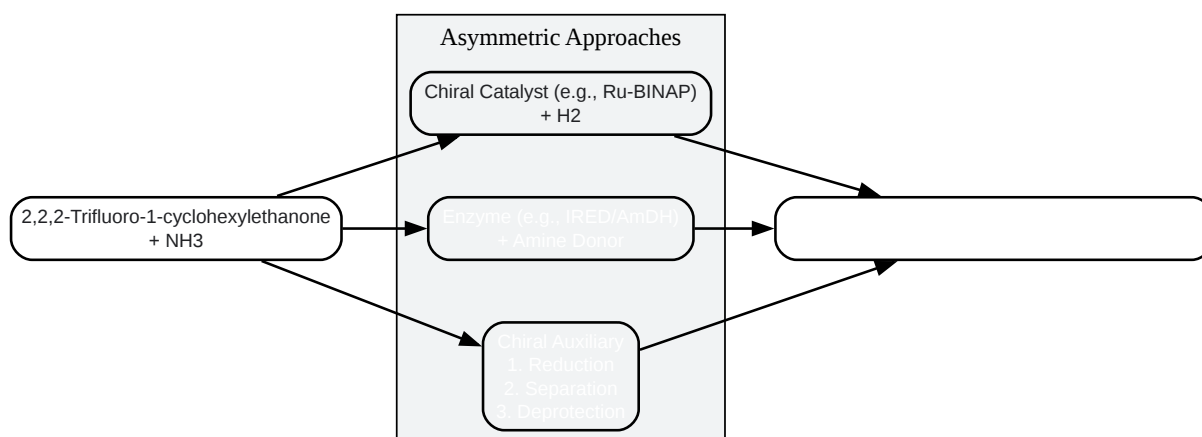 Asymmetric Approaches
Chiral Catalyst (e.g., Ru-BINAP)
+ H2
2,2,2-Trifluoro-1-cyclohexylethanone
+ NH3
Enzyme (e.g., IRED/AmDH)
+ Amine Donor
Chiral Auxiliary
1. Reduction
2. Separation
3. Deprotection